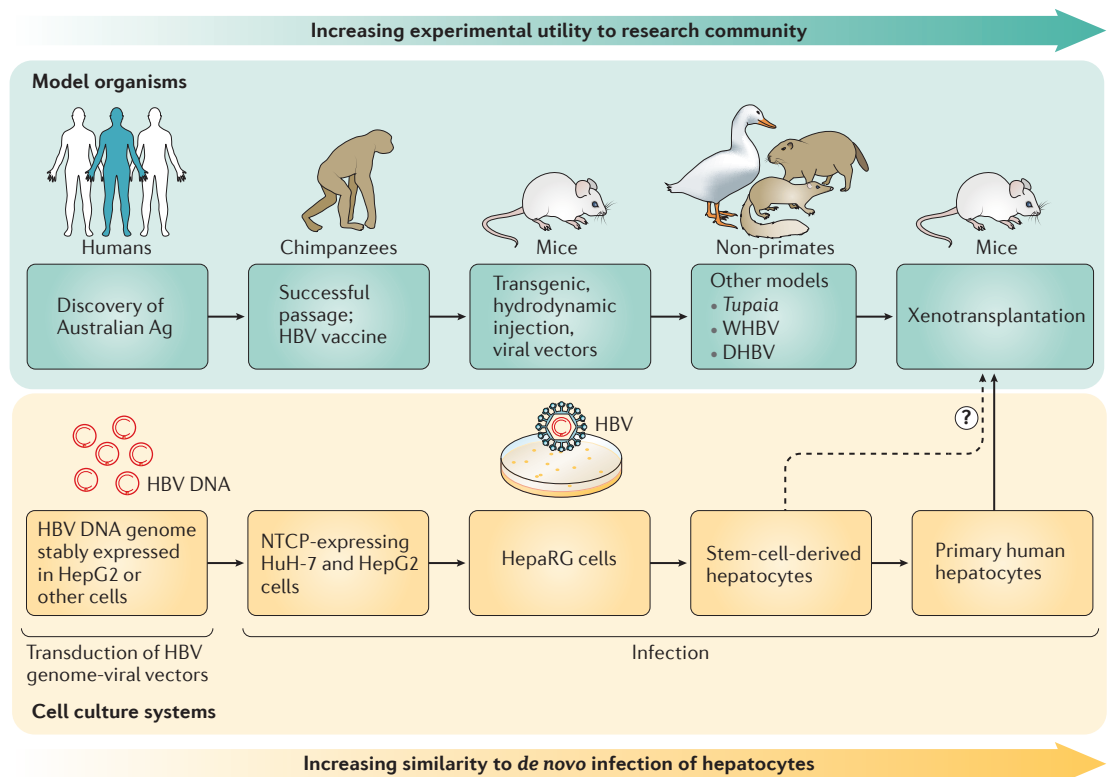 Increasing experimental utility to research community
Model organisms
Humans
Chimpanzees
Mice
Non-primates
Mice
Discovery of
Australian Ag
Successful
passage;
HBV vaccine
Transgenic,
hydrodynamic
injection,
viral vectors
Other models
• Tupaia
• WHBV
• DHBV
Xenotransplantation
?
HBV DNA
HBV
HBV DNA genome
stably expressed
in HepG2 or
other cells
NTCP-expressing
HuH-7 and HepG2
cells
HepaRG cells
Stem-cell-derived
hepatocytes
Primary human
hepatocytes
Transduction of HBV
genome-viral vectors
Infection
Cell culture systems
Increasing similarity to de novo infection of hepatocytes